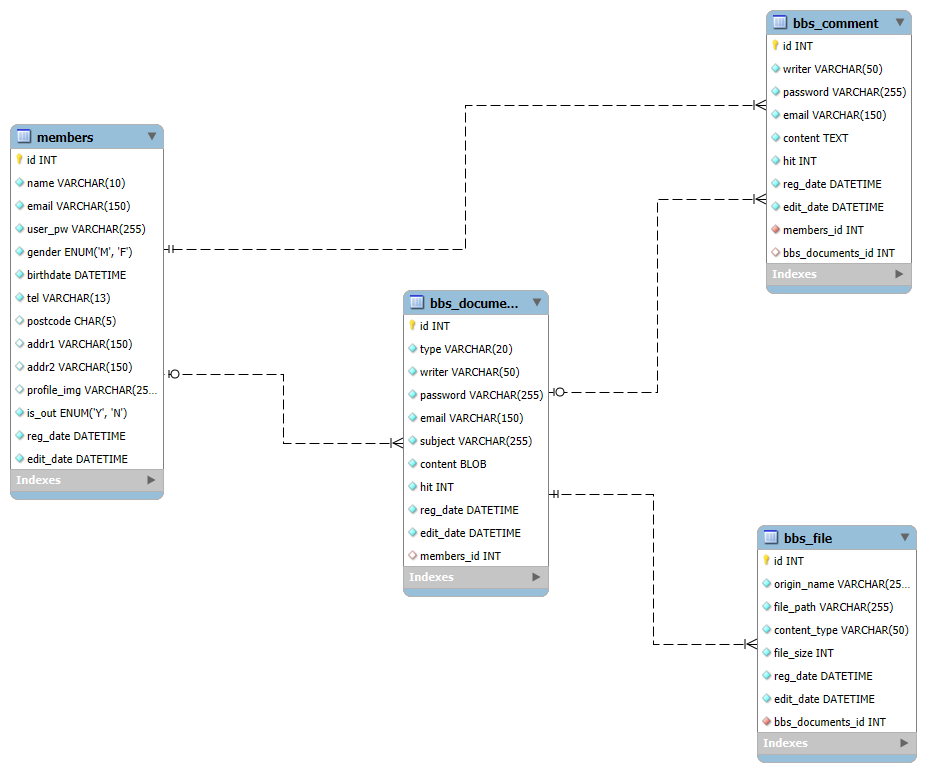 members
id INT
name VARCHAR(10)
email VARCHAR(150)
user_pw VARCHAR(255)
gender ENUM('M', 'F')
birthdate DATETIME
tel VARCHAR(13)
postcode CHAR(5)
addr1 VARCHAR(150)
addr2 VARCHAR(150)
profile_img VARCHAR(25...
is_out ENUM('Y', 'N')
reg_date DATETIME
edit_date DATETIME
Indexes
bbs_docume...
id INT
type VARCHAR(20)
writer VARCHAR(50)
password VARCHAR(255)
email VARCHAR(150)
subject VARCHAR(255)
content BLOB
hit INT
reg_date DATETIME
edit_date DATETIME
members_id INT
Indexes
bbs_comment
id INT
writer VARCHAR(50)
password VARCHAR(255)
email VARCHAR(150)
content TEXT
hit INT
reg_date DATETIME
edit_date DATETIME
members_id INT
bbs_documents_id INT
Indexes
bbs_file
id INT
origin_name VARCHAR(25...
file_path VARCHAR(255)
content_type VARCHAR(50)
file_size INT
reg_date DATETIME
edit_date DATETIME
bbs_documents_id INT
Indexes